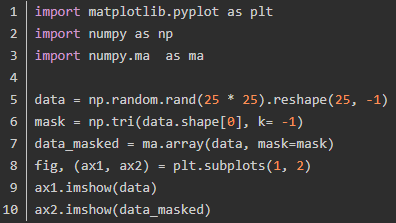 1 import matplotlib.pyplot as plt
2 import numpy as np
3 import numpy.ma  as ma
4
5 data = np.random.rand(25 * 25).reshape(25, -1)
6 mask = np.tri(data.shape[0], k= -1)
7 data_masked = ma.array(data, mask=mask)
8 fig, (ax1, ax2) = plt.subplots(1, 2)
9 ax1.imshow(data)
10 ax2.imshow(data_masked)